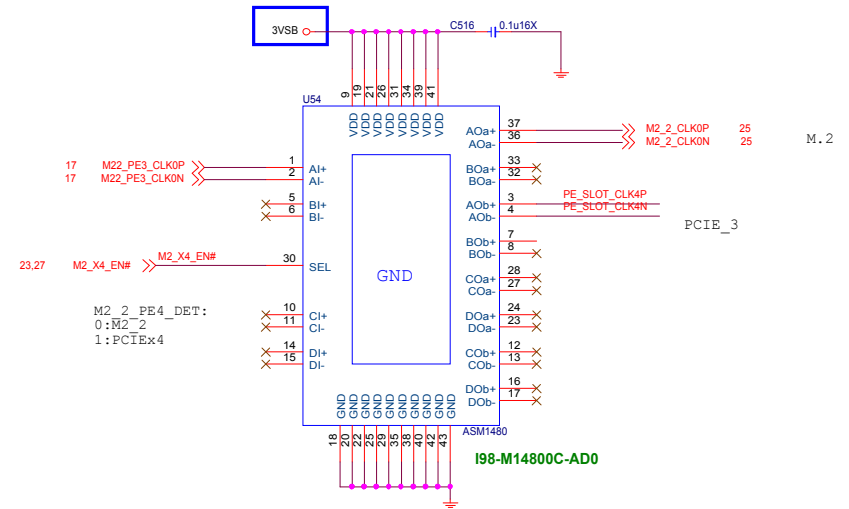 3VSB
C516
0.1u16X
U54
9
19
21
26
31
34
39
41
VDD
VDD
VDD
VDD
VDD
VDD
VDD
VDD
17 M22_PE3_CLK0P
1 AI+
17 M22_PE3_CLK0N
2 AI-
5 BI+
6 BI-
23,27 M2_X4_EN#
M2_X4_EN#
30 SEL
M2_2_PE4_DET:
0:M2_2
1:PCIEx4
10 CI+
11 CI-
14 DI+
15 DI-
GND
AOa+ 37 M2_2_CLK0P 25
AOa- 36 M2_2_CLK0N 25
M.2
BOa+ 33
BOa- 32
AOb+ 3 PE_SLOT_CLK4P
AOb- 4 PE_SLOT_CLK4N
PCIE_3
BOb+ 7
BOb- 8
COa+ 28
COa- 27
DOa+ 24
DOa- 23
COb+ 12
COb- 13
DOb+ 16
DOb- 17
GND
GND
GND
GND
GND
GND
GND
GND
GND
GND
18
20
22
25
29
35
38
40
42
43
ASM1480
I98-M14800C-AD0